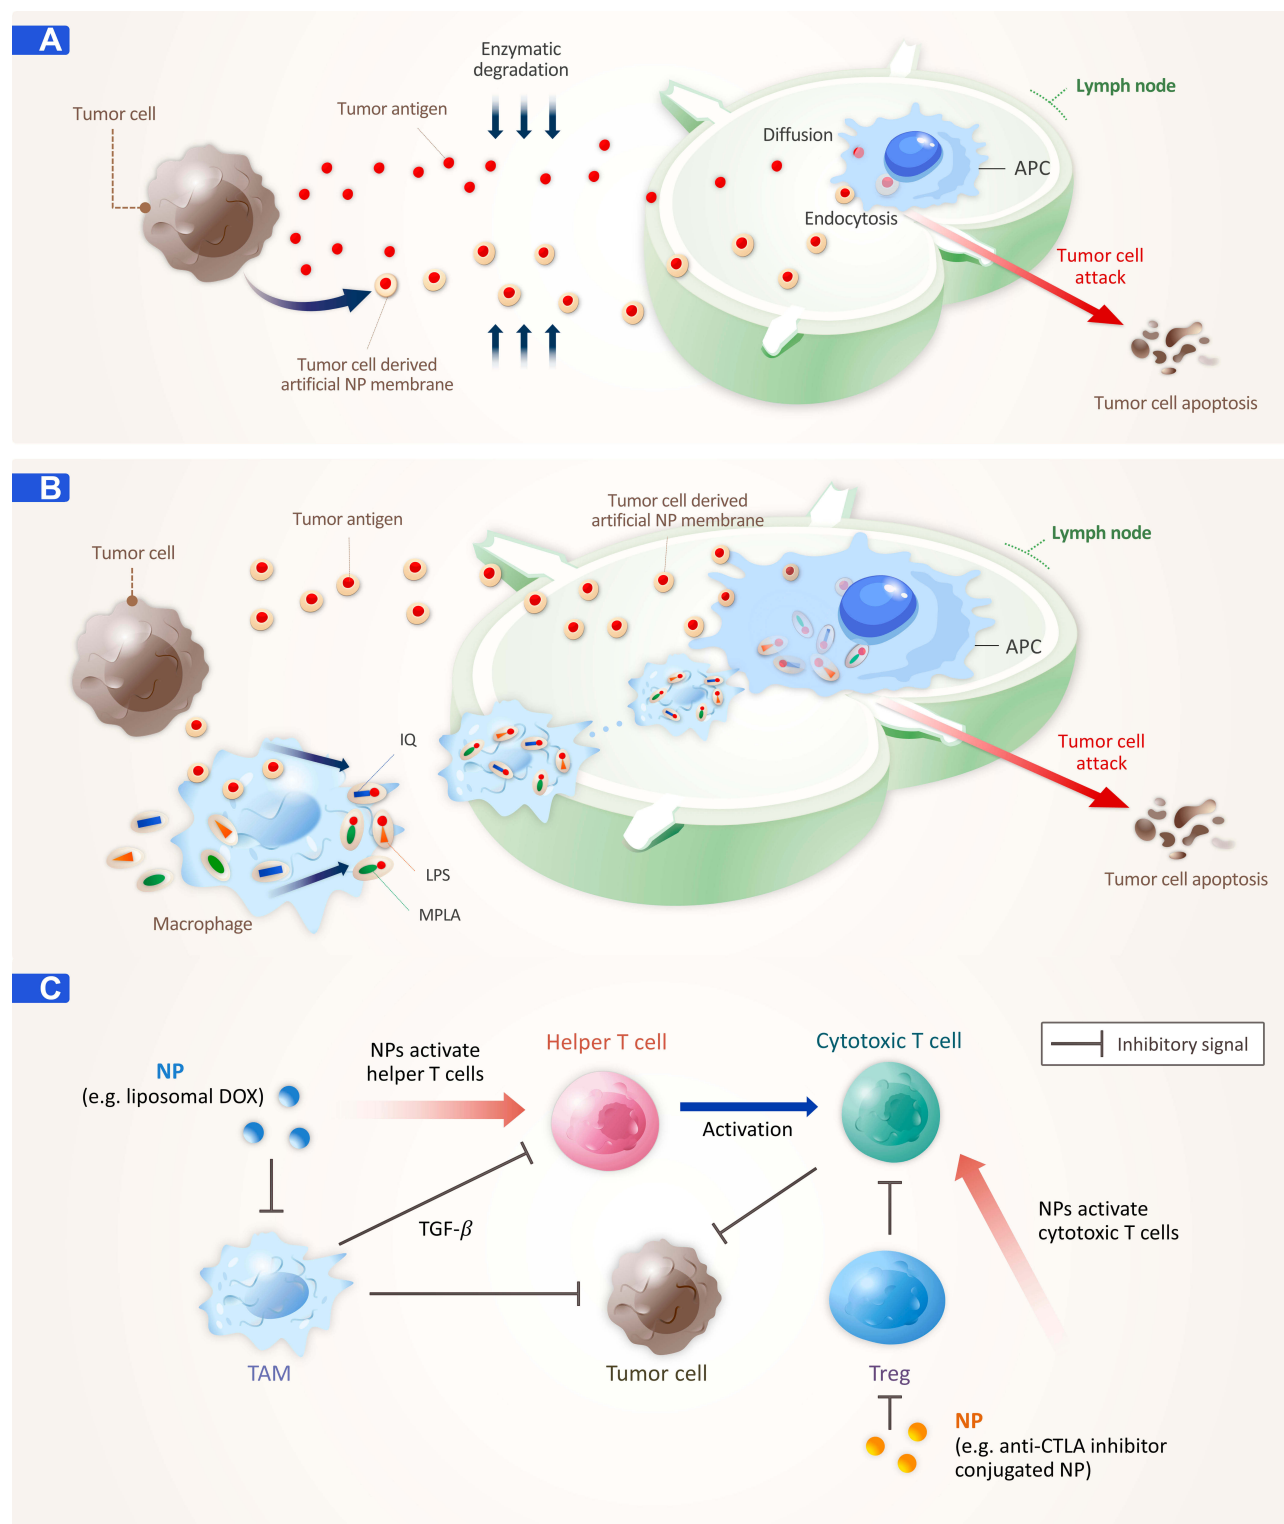 A
Enzymatic
degradation
Tumor cell
Tumor antigen
Lymph node
Diffusion
APC
Endocytosis
Tumor cell
attack
Tumor cell derived
artificial NP membrane
Tumor cell apoptosis
B
Tumor cell derived
artificial NP membrane
Tumor antigen
Lymph node
Tumor cell
APC
IQ
Tumor cell
attack
LPS
MPLA
Macrophage
Tumor cell apoptosis
C
Helper T cell
Cytotoxic T cell
Inhibitory signal
NPs activate
helper T cells
NP
(e.g. liposomal DOX)
Activation
NPs activate
cytotoxic T cells
TGF-β
TAM
Tumor cell
Treg
NP
(e.g. anti-CTLA inhibitor
conjugated NP)